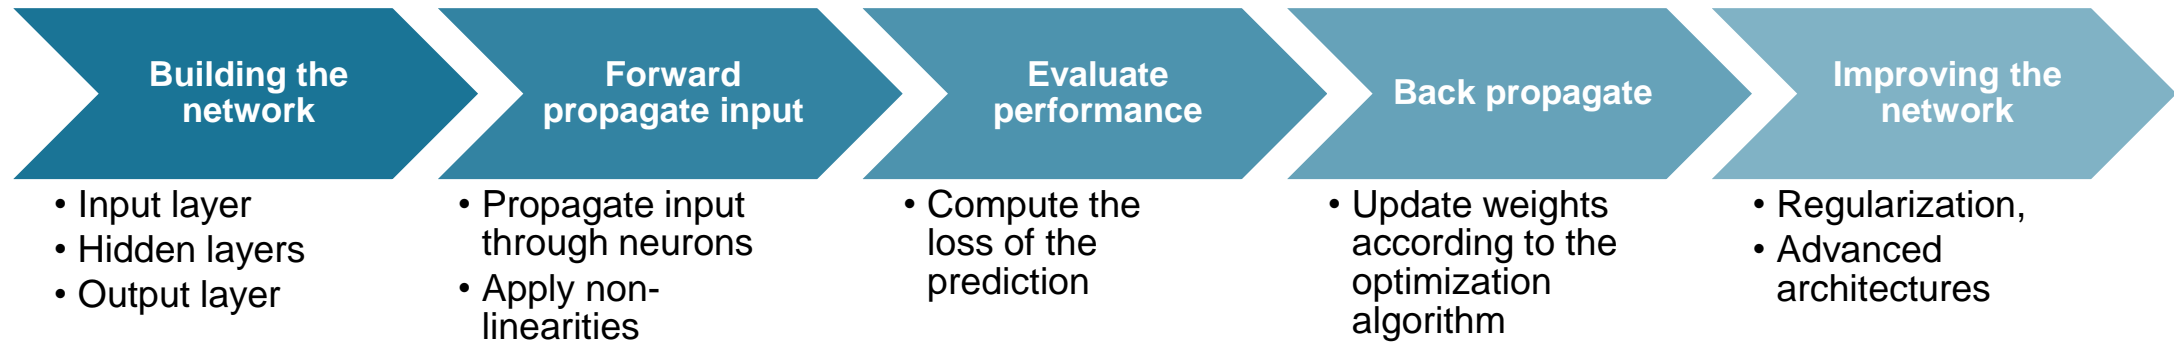 Building the
network
• Input layer
• Hidden layers
• Output layer
Forward
propagate input
• Propagate input
through neurons
• Apply non-
linearities
Evaluate
performance
• Compute the
loss of the
prediction
Back propagate
• Update weights
according to the
optimization
algorithm
Improving the
network
• Regularization,
• Advanced
architectures